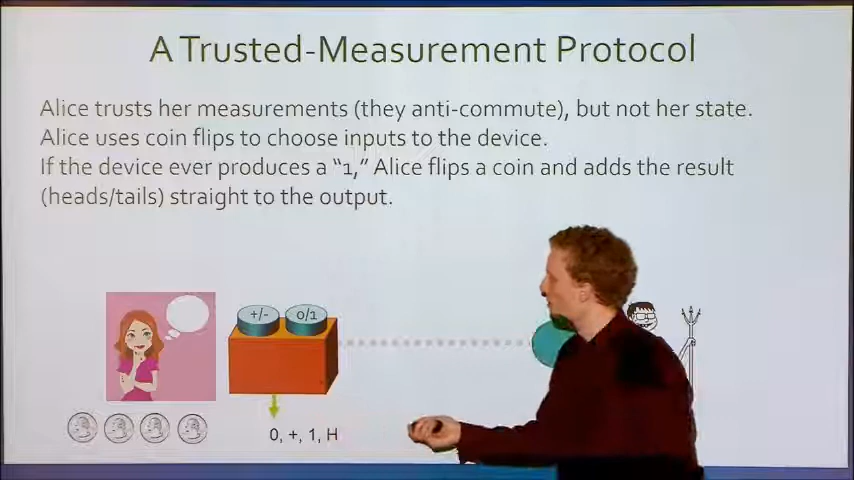 A Trusted-Measurement Protocol
Alice trusts her measurements (they anti-commute), but not her state.
Alice uses coin flips to choose inputs to the device.
If the device ever produces a “1,” Alice flips a coin and adds the result
(heads/tails) straight to the output.
+/- 0/1
0, +, 1, H